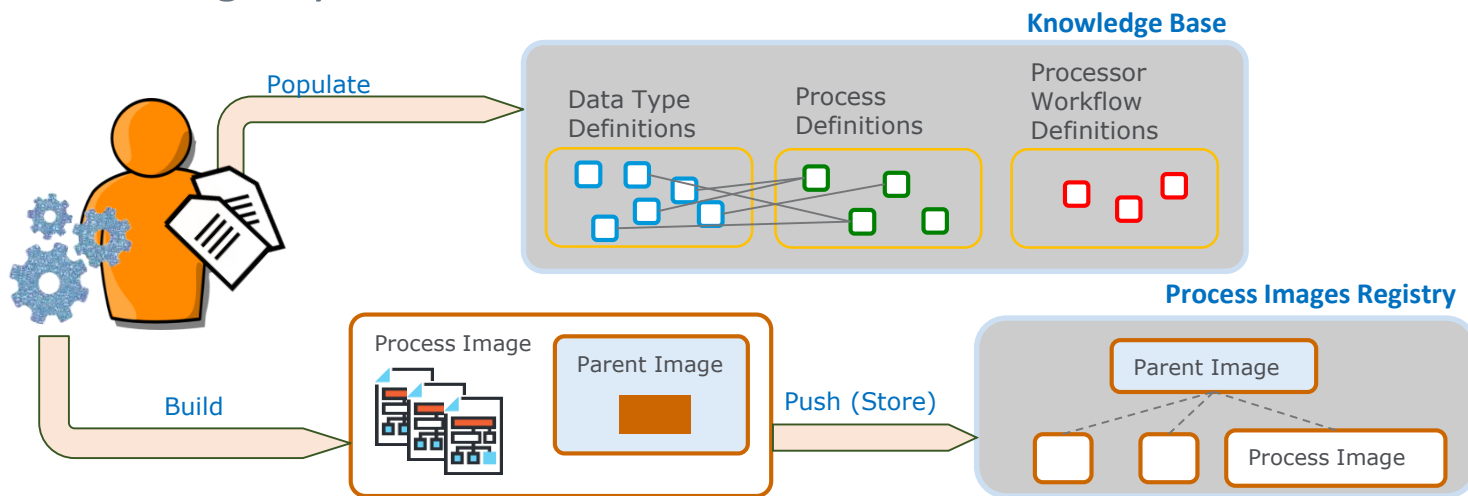 Knowledge Base
Populate
Data Type
Definitions
Process
Definitions
Processor
Workflow
Definitions
Process Images Registry
Process Image
Parent Image
Build
Push (Store)
Parent Image
Process Image